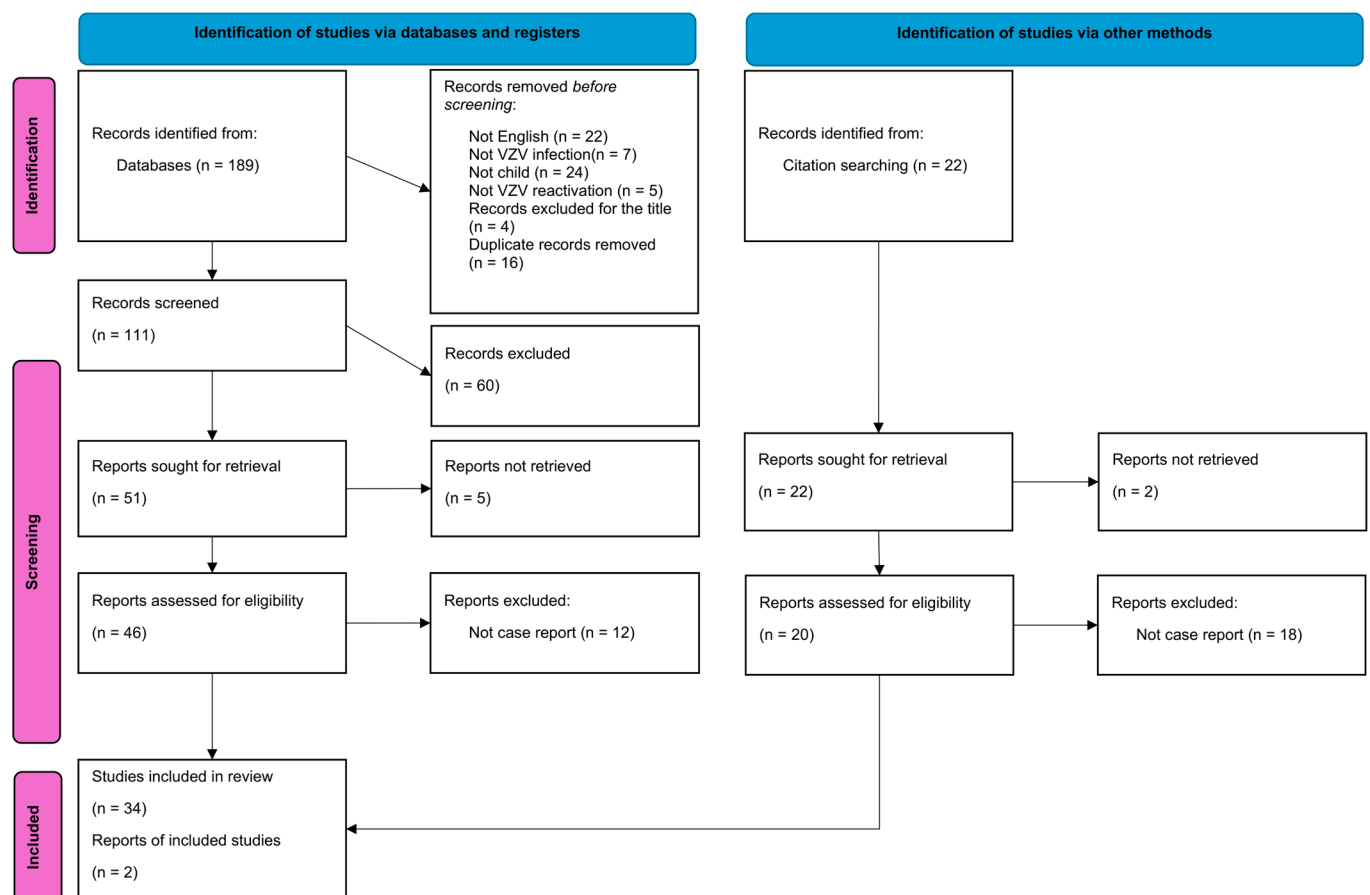 Identification of studies via databases and registers
Identification of studies via other methods
Identification
Records identified from:
Databases (n = 189)
Records removed before
screening:
Not English (n = 22)
Not VZV infection(n = 7)
Not child (n = 24)
Not VZV reactivation (n = 5)
Records excluded for the title
(n = 4)
Duplicate records removed
(n = 16)
Records identified from:
Citation searching (n = 22)
Screening
Records screened
(n = 111)
Records excluded
(n = 60)
Reports sought for retrieval
(n = 51)
Reports not retrieved
(n = 5)
Reports sought for retrieval
(n = 22)
Reports not retrieved
(n = 2)
Reports assessed for eligibility
(n = 46)
Reports excluded:
Not case report (n = 12)
Reports assessed for eligibility
(n = 20)
Reports excluded:
Not case report (n = 18)
Included
Studies included in review
(n = 34)
Reports of included studies
(n = 2)